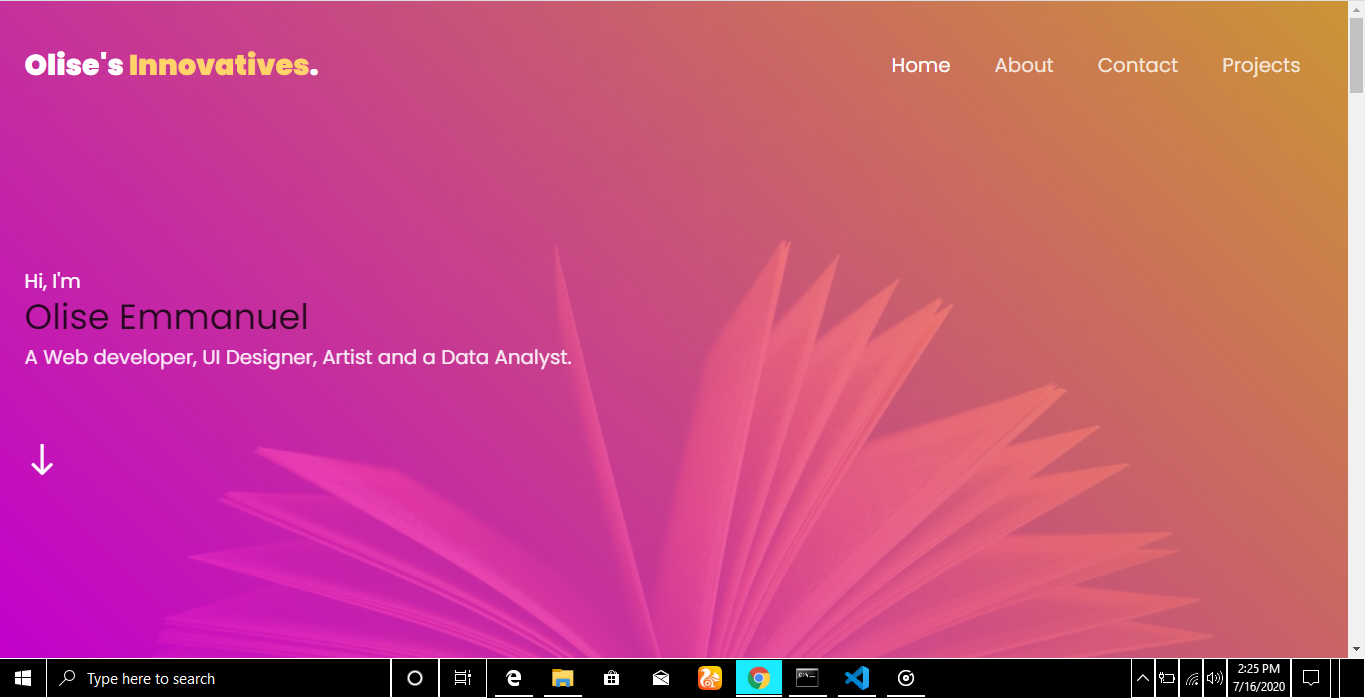 Olise's Innovatives.
Home About Contact Projects
Hi, I'm
Olise Emmanuel
A Web developer, UI Designer, Artist and a Data Analyst.
Type here to search
2:25 PM
7/16/2020